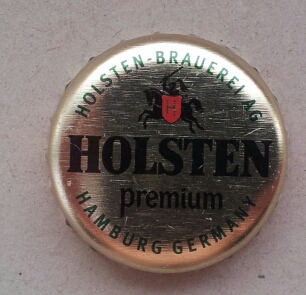 HOLSTEN-BRAUEREI AG
H
HOLSTEN
premium
HAMBURG GERMANY